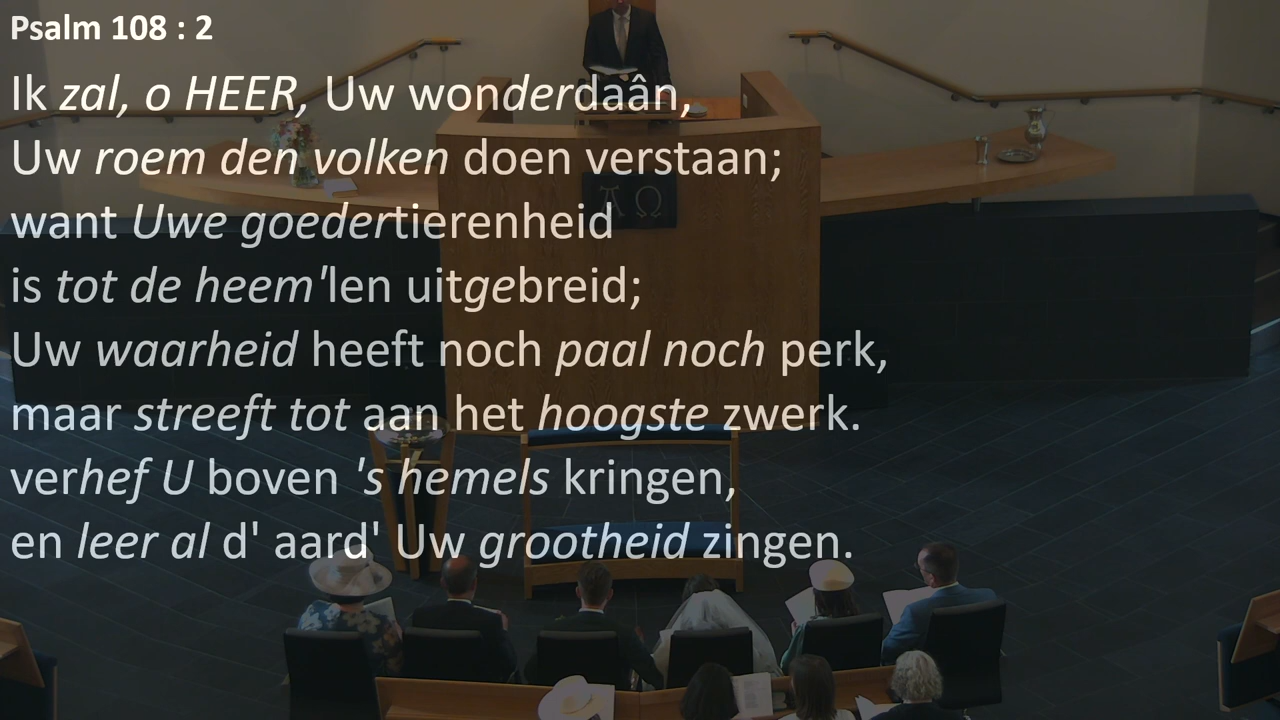 Psalm 108 : 2
Ik zal, o HEER, Uw wonderdaân,
Uw roem den volken doen verstaan;
want Uwe goedertierenheid
is tot de heem'len uitgebreid;
Uw waarheid heeft noch paal noch perk,
maar streeft tot aan het hoogste zwerk.
verhef U boven 's hemels kringen,
en leer al d' aard' Uw grootheid zingen.
Α Ω